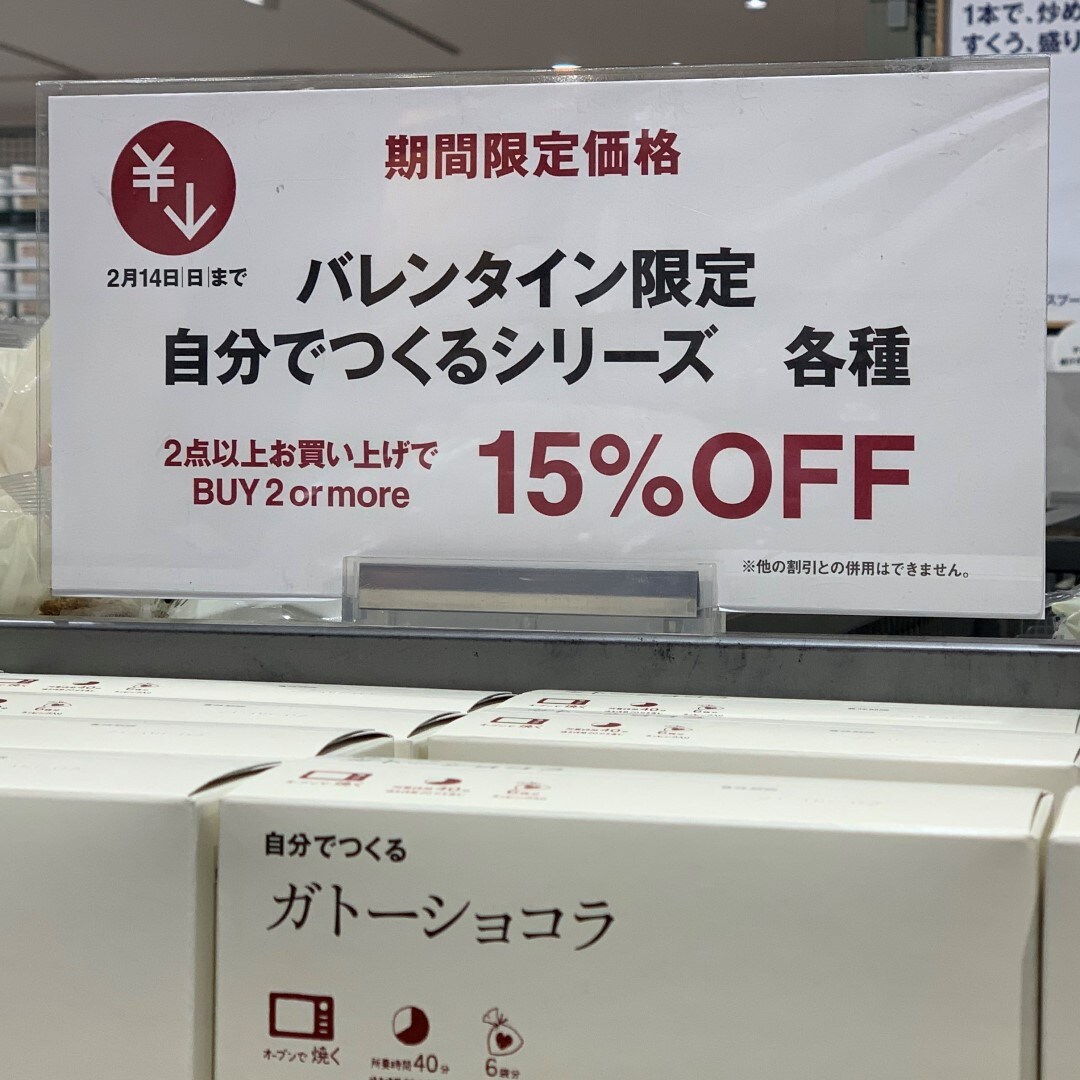 1本で、炒め
すくう、盛り
期間限定価格
¥↓
2月14日|日|まで
バレンタイン限定
自分でつくるシリーズ 各種
2点以上お買い上げで
BUY 2 or more
15%OFF
※他の割引との併用はできません。
自分でつくる
ガトーショコラ
オーブンで焼く
所要時間40分
6袋分